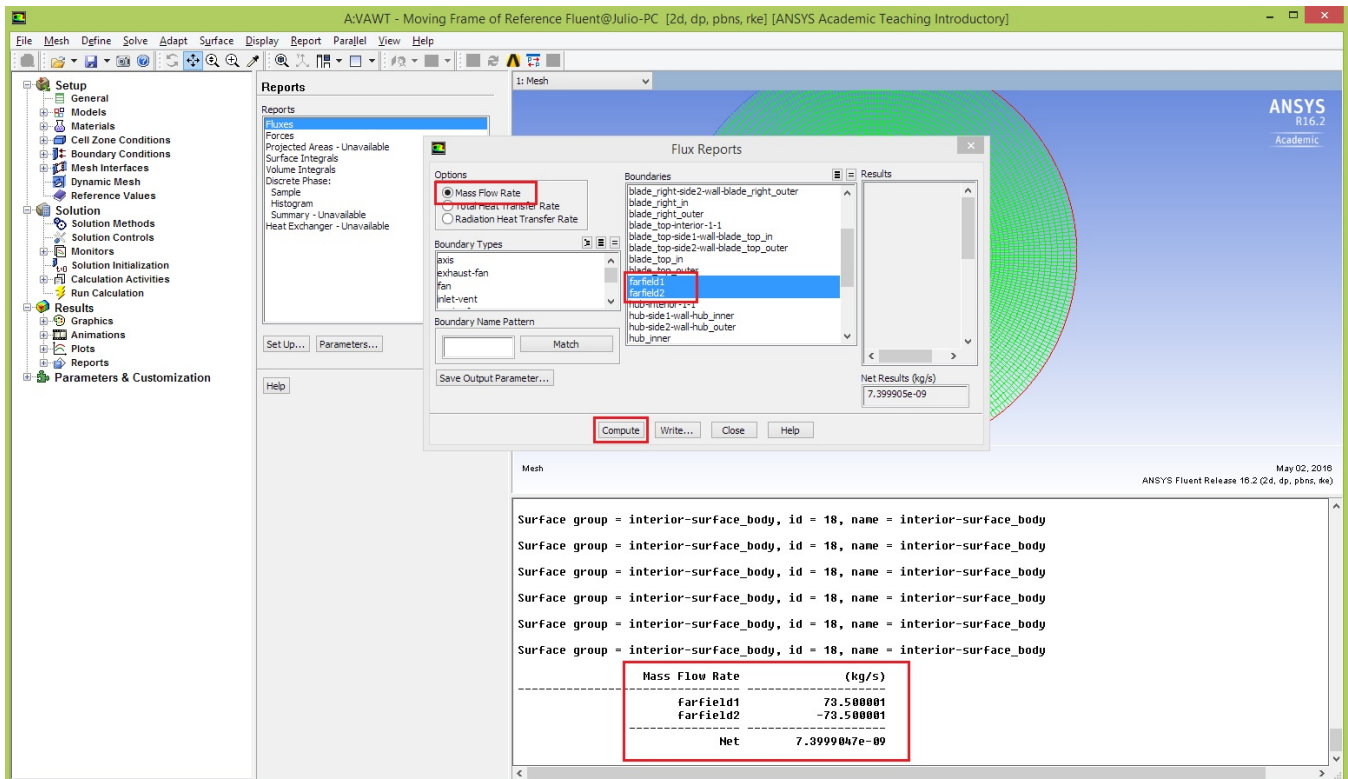 A:VAWT - Moving Frame of Reference Fluent@Julio-PC [2d, dp, pbns, rke] [ANSYS Academic Teaching Introductory]
File Mesh Define Solve Adapt Surface Display Report Parallel View Help
Setup
General
Models
Materials
Cell Zone Conditions
Boundary Conditions
Mesh Interfaces
Dynamic Mesh
Reference Values
Solution
Solution Methods
Solution Controls
Monitors
Solution Initialization
Calculation Activities
Run Calculation
Results
Graphics
Animations
Plots
Reports
Parameters & Customization
Reports
Reports
Fluxes
Forces
Projected Areas - Unavailable
Surface Integrals
Volume Integrals
Discrete Phase:
Sample
Histogram
Summary - Unavailable
Heat Exchanger - Unavailable
Set Up... Parameters...
Help
1: Mesh
ANSYS
R16.2
Academic
Flux Reports
Options
Mass Flow Rate
Total Heat Transfer Rate
Radiation Heat Transfer Rate
Boundary Types
axis
exhaust-fan
fan
inlet-vent
Boundary Name Pattern
Match
Save Output Parameter...
Boundaries
blade_right-side2-wall-blade_right_outer
blade_right_in
blade_right_outer
blade_top-interior-1-1
blade_top-side1-wall-blade_top_in
blade_top-side2-wall-blade_top_outer
blade_top_in
blade_top_outer
farfield1
farfield2
hub-interior-1-1
hub-side1-wall-hub_inner
hub-side2-wall-hub_outer
hub_inner
Results
Net Results (kg/s)
7.399905e-09
Compute Write... Close Help
Mesh
May 02, 2016
ANSYS Fluent Release 16.2 (2d, dp, pbns, rke)
Surface group = interior-surface_body, id = 18, name = interior-surface_body
Surface group = interior-surface_body, id = 18, name = interior-surface_body
Surface group = interior-surface_body, id = 18, name = interior-surface_body
Surface group = interior-surface_body, id = 18, name = interior-surface_body
Surface group = interior-surface_body, id = 18, name = interior-surface_body
Surface group = interior-surface_body, id = 18, name = interior-surface_body
Mass Flow Rate (kg/s)
farfield1 73.500001
farfield2 -73.500001
Net 7.3999047e-09